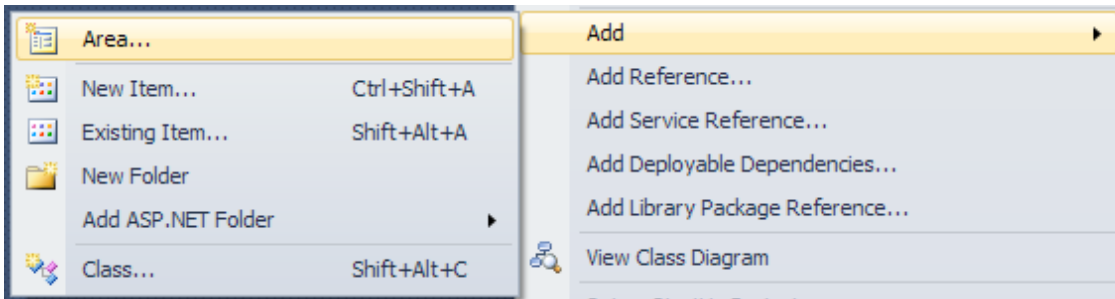 Area...
New Item... Ctrl+Shift+A
Existing Item... Shift+Alt+A
New Folder
Add ASP.NET Folder
Class... Shift+Alt+C
Add
Add Reference...
Add Service Reference...
Add Deployable Dependencies...
Add Library Package Reference...
View Class Diagram